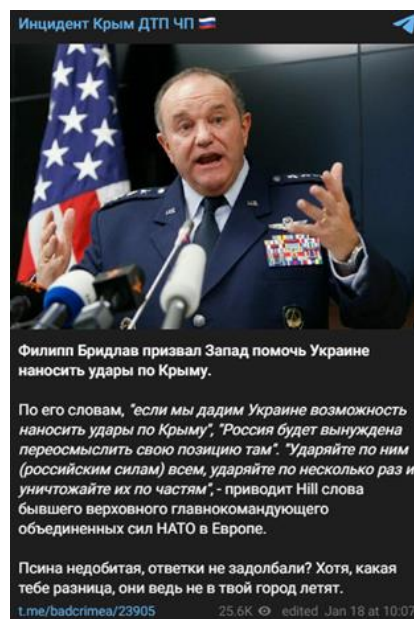 Инцидент Крым ДТП ЧП
Филипп Бридлав призвал Запад помочь Украине
наносить удары по Крыму.
По его словам, "если мы дадим Украине возможность
наносить удары по Крыму", "Россия будет вынуждена
переосмыслить свою позицию там". "Ударяйте по ним
(российским силам) всем, ударяйте по несколько раз и
уничтожайте их по частям", - приводит Hill слова
бывшего верховного главнокомандующего
объединенных сил НАТО в Европе.
Псина недобитая, ответки не задолбали? Хотя, какая
тебе разница, они ведь не в твой город летят.
t.me/badcrimea/23905 25.6K edited Jan 18 at 10:07